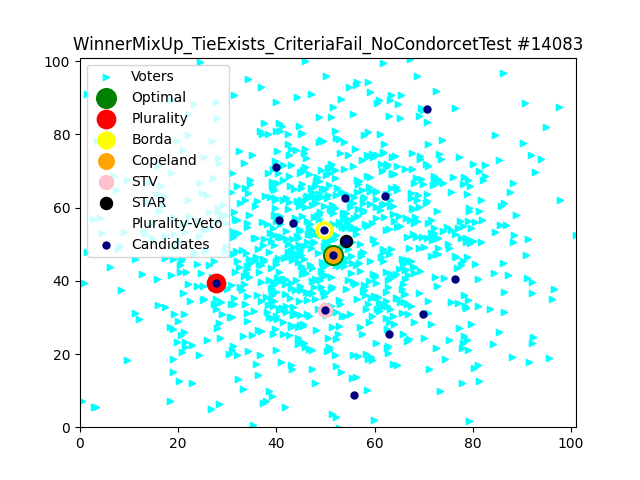 WinnerMixUp_TieExists_CriteriaFail_NoCondorcetTest #14083
Voters
Optimal
Plurality
Borda
Copeland
STV
STAR
Plurality-Veto
Candidates
100
80
60
40
20
0
0 20 40 60 80 100